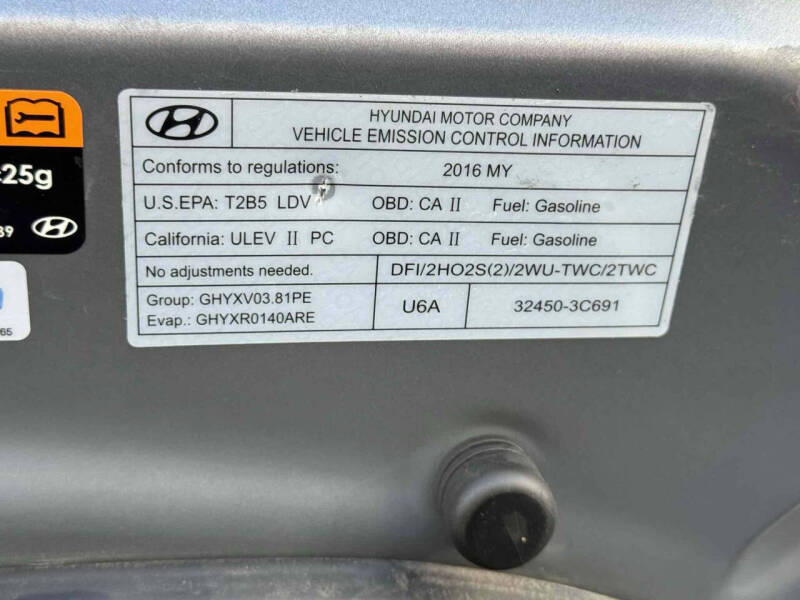 HYUNDAI MOTOR COMPANY
VEHICLE EMISSION CONTROL INFORMATION
Conforms to regulations: 2016 MY
U.S.EPA: T2B5 LDV OBD: CA II Fuel: Gasoline
California: ULEV II PC OBD: CA II Fuel: Gasoline
No adjustments needed. DFI/2HO2S(2)/2WU-TWC/2TWC
Group: GHYXV03.81PE
Evap.: GHYXR0140ARE
U6A
32450-3C691
25g
39
65